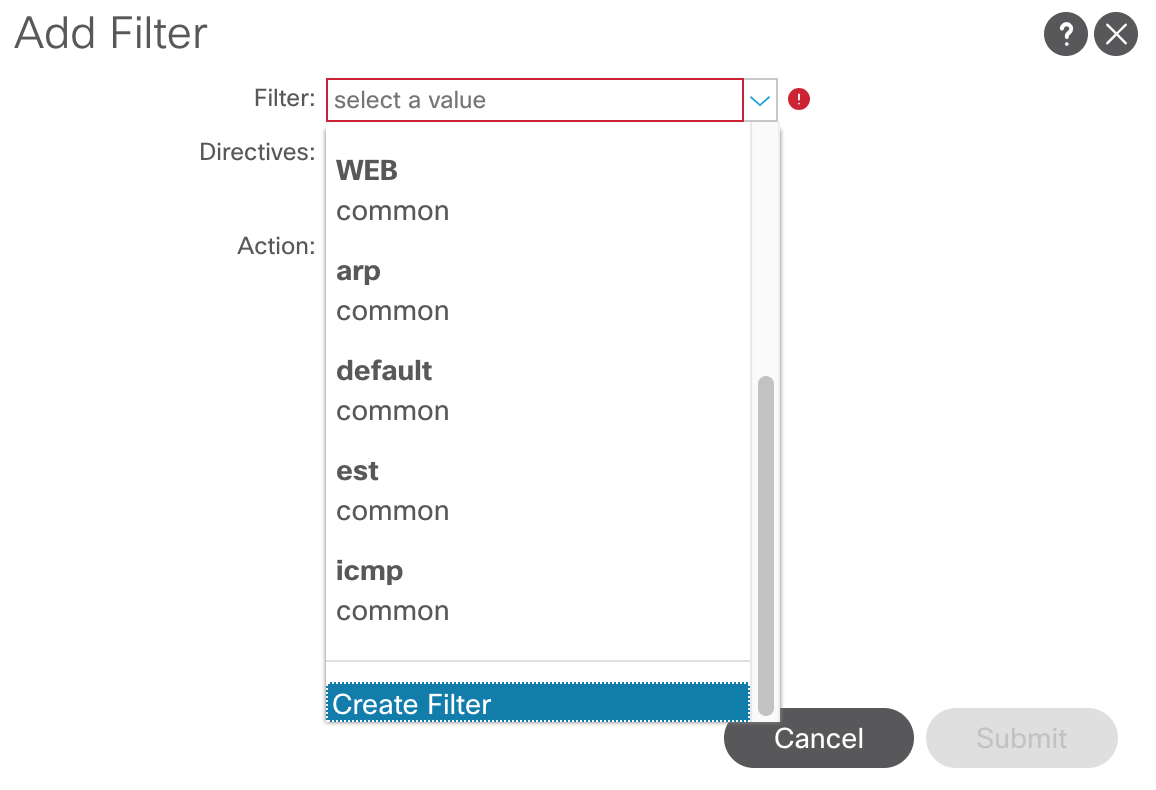 Add Filter
?
Filter: select a value
!
Directives:
WEB
common
Action:
arp
common
default
common
est
common
icmp
common
Create Filter
Cancel
Submit